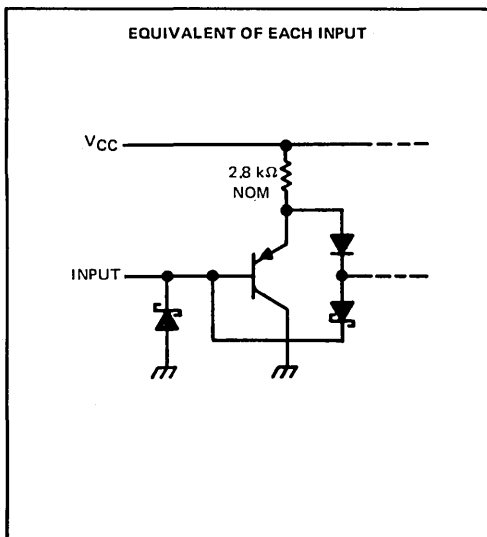 EQUIVALENT OF EACH INPUT
VCC
2,8 kΩ
NOM
INPUT